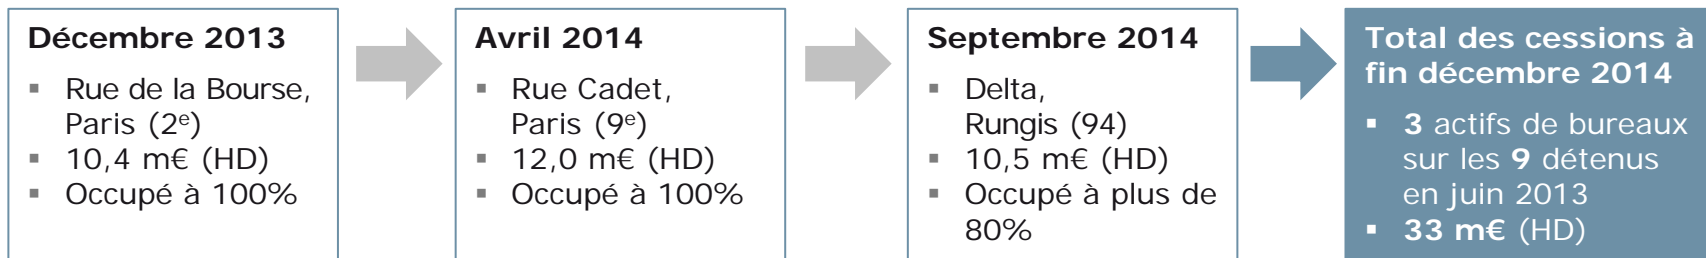 Décembre 2013
▪ Rue de la Bourse,
Paris (2e)
▪ 10,4 m€ (HD)
▪ Occupé à 100%
Avril 2014
▪ Rue Cadet,
Paris (9e)
▪ 12,0 m€ (HD)
▪ Occupé à 100%
Septembre 2014
▪ Delta,
Rungis (94)
▪ 10,5 m€ (HD)
▪ Occupé à plus de
80%
Total des cessions à
fin décembre 2014
▪ 3 actifs de bureaux
sur les 9 détenus
en juin 2013
▪ 33 m€ (HD)